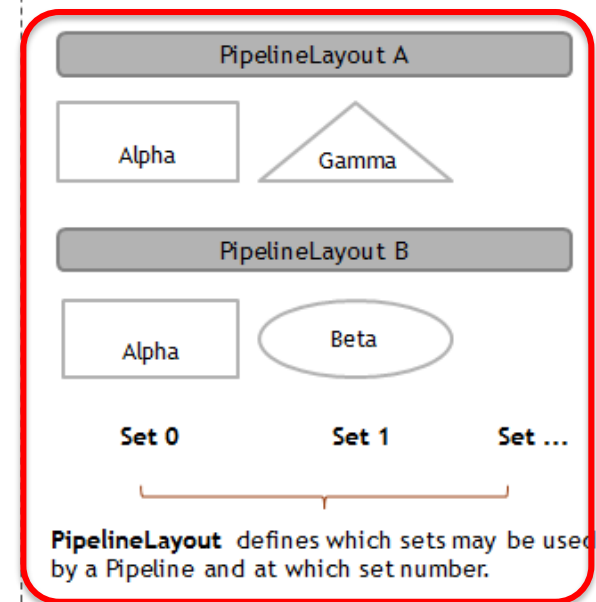 PipelineLayout A
Alpha Gamma
PipelineLayout B
Alpha Beta
Set 0 Set 1 Set ...
PipelineLayout defines which sets may be used
by a Pipeline and at which set number.